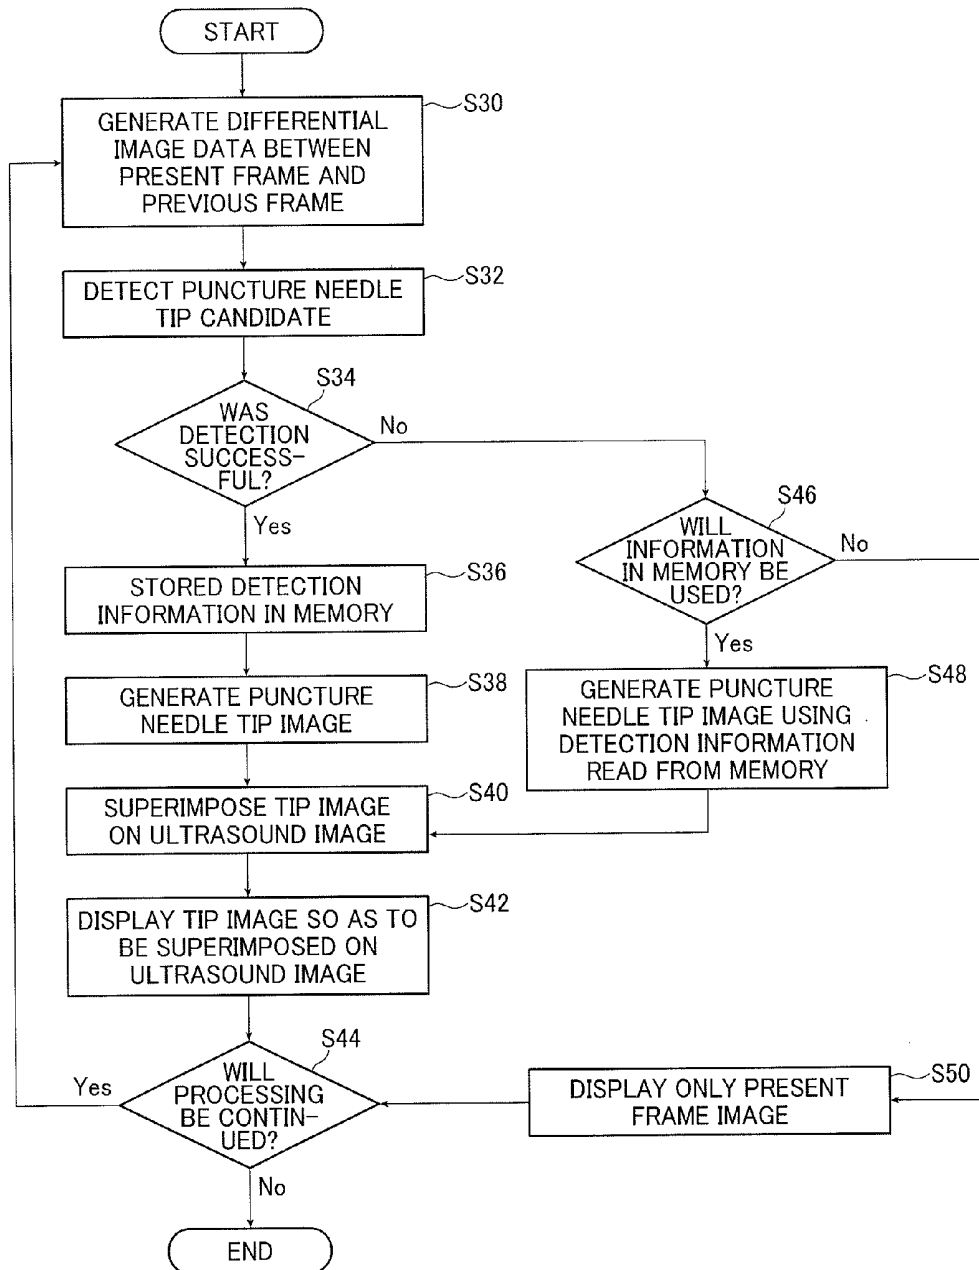 START
S30
GENERATE DIFFERENTIAL
IMAGE DATA BETWEEN
PRESENT FRAME AND
PREVIOUS FRAME
S32
DETECT PUNCTURE NEEDLE
TIP CANDIDATE
S34
WAS
DETECTION
SUCCESS-
FUL?
No
Yes
S46
WILL
INFORMATION
IN MEMORY BE
USED?
No
Yes
S36
STORED DETECTION
INFORMATION IN MEMORY
S38
GENERATE PUNCTURE
NEEDLE TIP IMAGE
S48
GENERATE PUNCTURE
NEEDLE TIP IMAGE USING
DETECTION INFORMATION
READ FROM MEMORY
S40
SUPERIMPOSE TIP IMAGE
ON ULTRASOUND IMAGE
S42
DISPLAY TIP IMAGE SO AS TO
BE SUPERIMPOSED ON
ULTRASOUND IMAGE
S44
WILL
PROCESSING
BE CONTIN-
UED?
Yes
No
S50
DISPLAY ONLY PRESENT
FRAME IMAGE
END